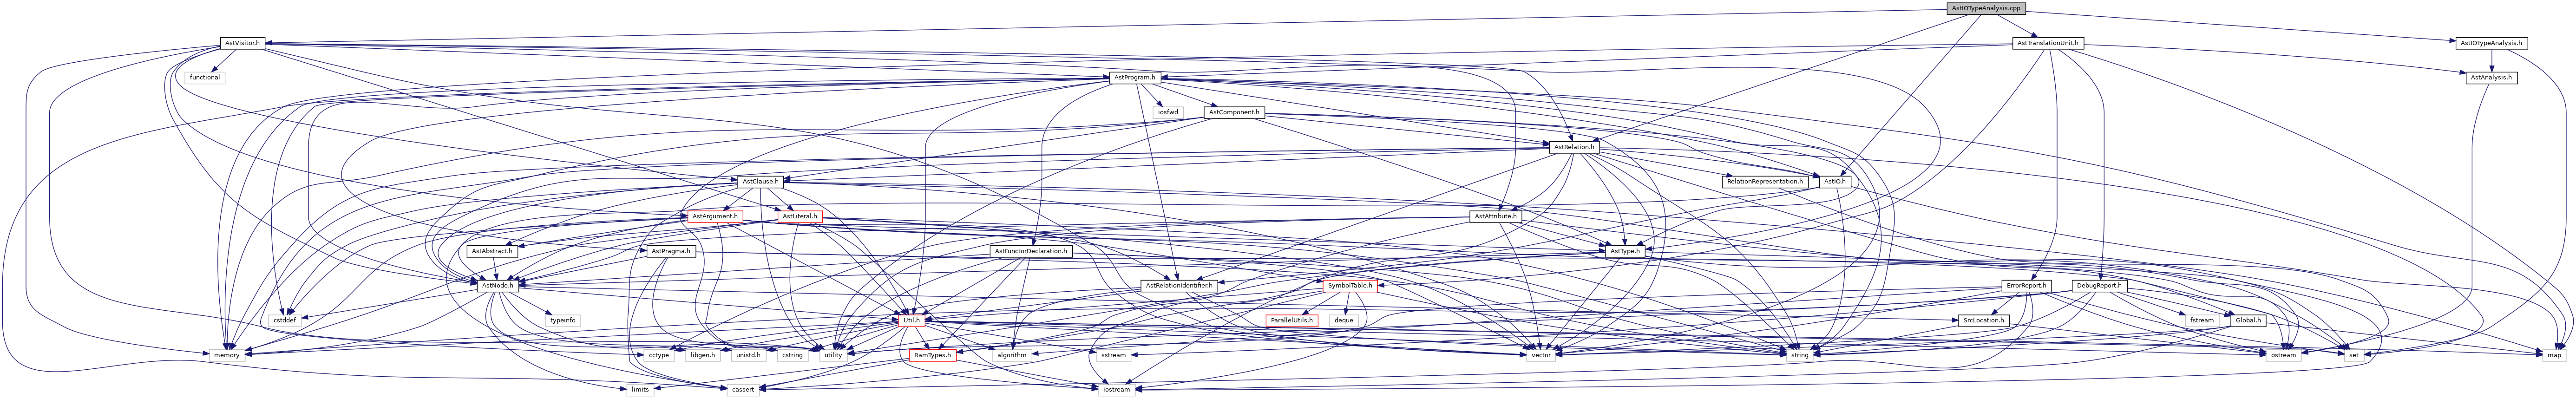 AstIOTypeAnalysis.cpp
AstVisitor.h
AstTranslationUnit.h
AstIOTypeAnalysis.h
functional
AstProgram.h
AstAnalysis.h
iosfwd
AstComponent.h
AstRelation.h
AstClause.h
RelationRepresentation.h
AstIO.h
AstArgument.h
AstLiteral.h
AstAttribute.h
AstAbstract.h
AstPragma.h
AstFunctorDeclaration.h
AstType.h
AstNode.h
AstRelationIdentifier.h
SymbolTable.h
ErrorReport.h
DebugReport.h
cstddef
typeinfo
Util.h
ParallelUtils.h
deque
SrcLocation.h
fstream
Global.h
memory
cctype
libgen.h
unistd.h
cstring
utility
RamTypes.h
algorithm
sstream
vector
string
ostream
set
map
limits
cassert
iostream